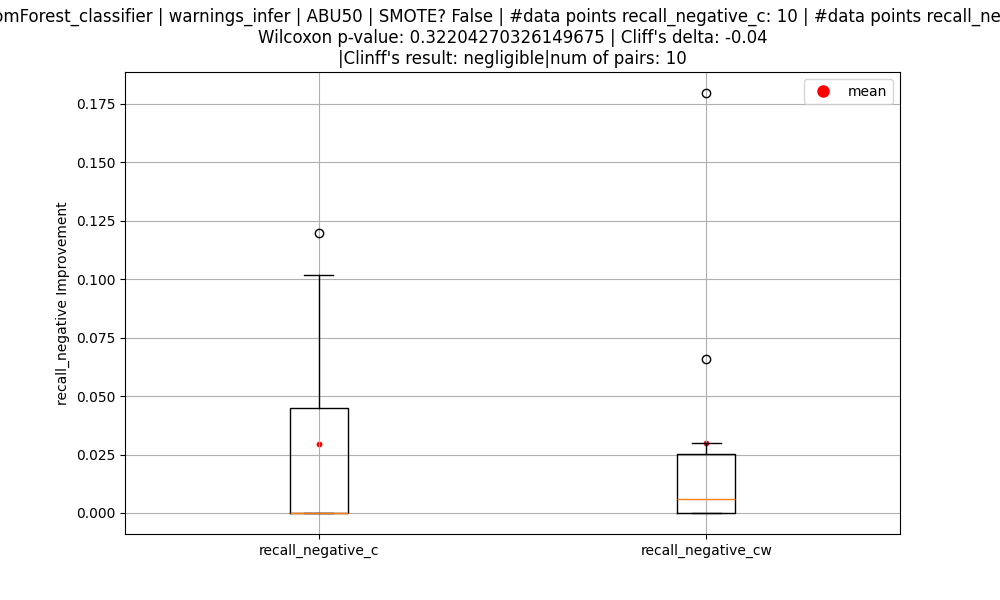 omForest_classifier | warnings_infer | ABU50 | SMOTE? False | #data points recall_negative_c: 10 | #data points recall_ne
Wilcoxon p-value: 0.32204270326149675 | Cliff's delta: -0.04
|Clinff's result: negligible|num of pairs: 10
mean
0.175
0.150
0.125
0.100
0.075
0.050
0.025
0.000
recall_negative Improvement
recall_negative_c
recall_negative_cw